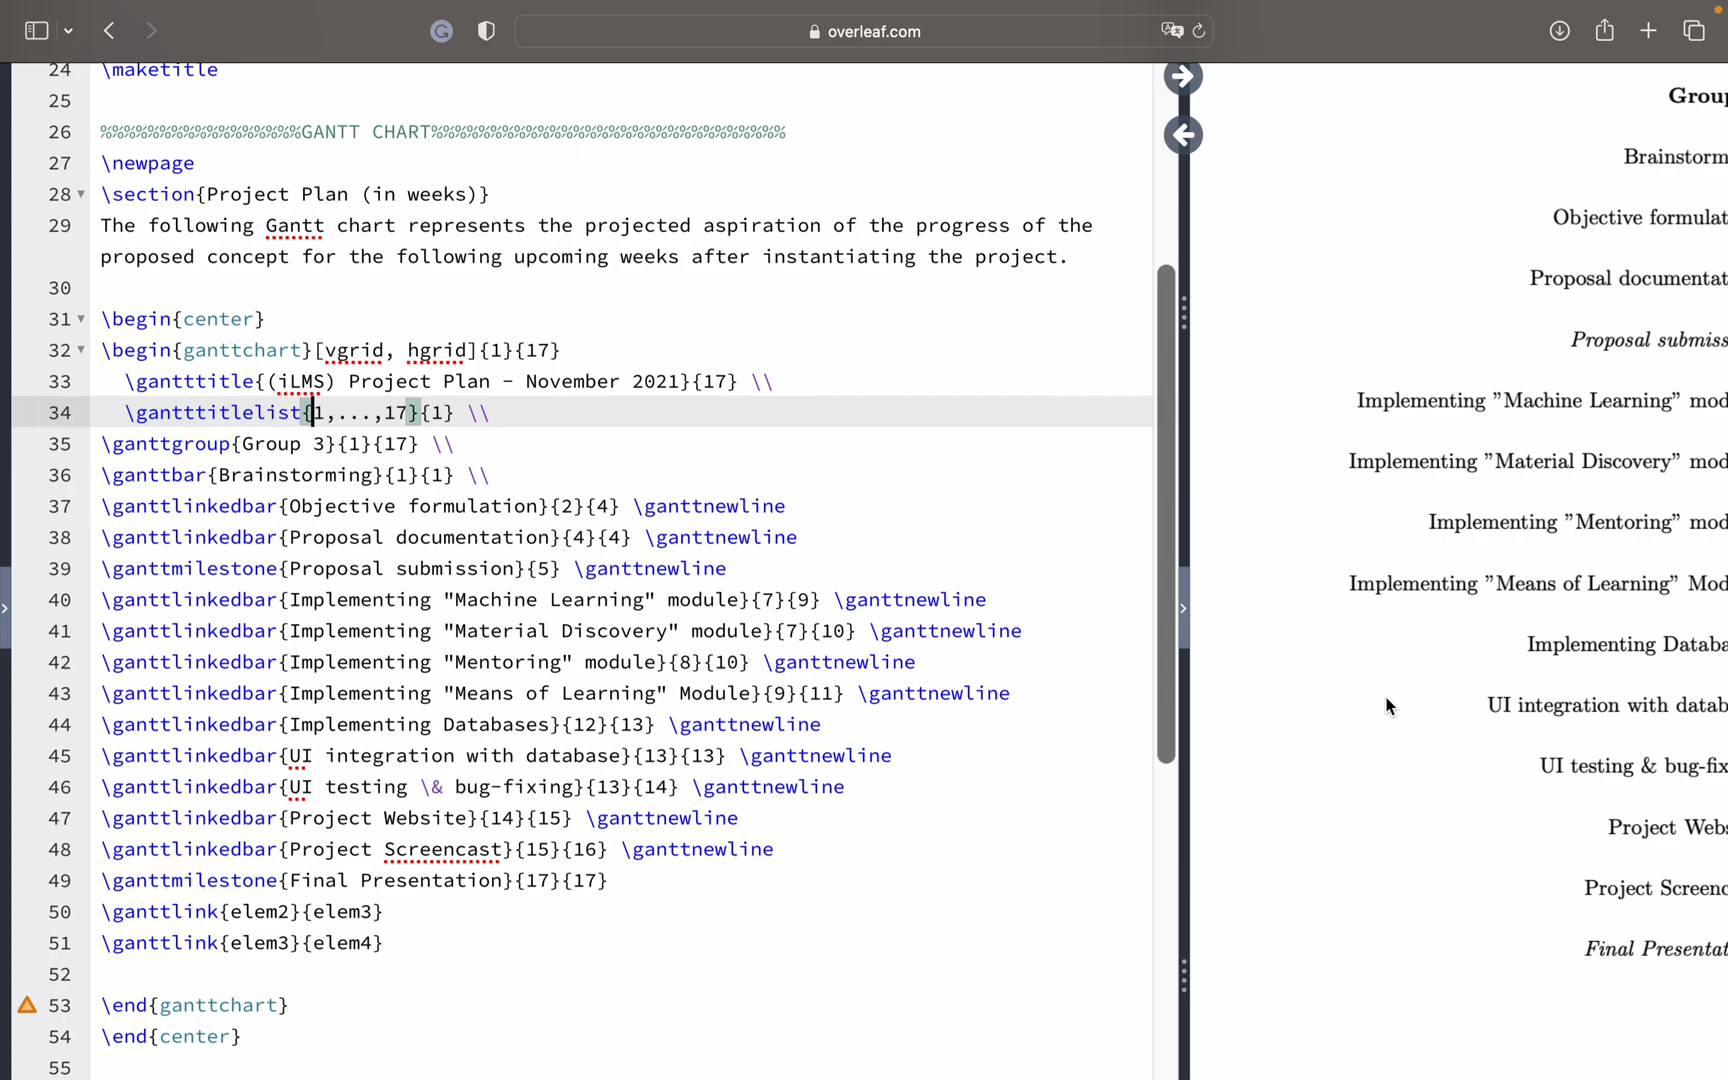 overleaf.com
24 \maketitle
25
26 %%%%%%%%%%%%%%%%%GANTT CHART%%%%%%%%%%%%%%%%%%%%%%%%%%%%%%
27 \newpage
28 \section{Project Plan (in weeks)}
29 The following Gantt chart represents the projected aspiration of the progress of the
proposed concept for the following upcoming weeks after instantiating the project.
30
31 \begin{center}
32 \begin{ganttchart}[vgrid, hgrid]{1}{17}
33 \gantttitle{(iLMS) Project Plan - November 2021}{17} \\
34 \gantttitlelist{1,...,17}{1} \\
35 \ganttgroup{Group 3}{1}{17} \\
36 \ganttbar{Brainstorming}{1}{1} \\
37 \ganttlinkedbar{Objective formulation}{2}{4} \ganttnewline
38 \ganttlinkedbar{Proposal documentation}{4}{4} \ganttnewline
39 \ganttmilestone{Proposal submission}{5} \ganttnewline
40 \ganttlinkedbar{Implementing "Machine Learning" module}{7}{9} \ganttnewline
41 \ganttlinkedbar{Implementing "Material Discovery" module}{7}{10} \ganttnewline
42 \ganttlinkedbar{Implementing "Mentoring" module}{8}{10} \ganttnewline
43 \ganttlinkedbar{Implementing "Means of Learning" Module}{9}{11} \ganttnewline
44 \ganttlinkedbar{Implementing Databases}{12}{13} \ganttnewline
45 \ganttlinkedbar{UI integration with database}{13}{13} \ganttnewline
46 \ganttlinkedbar{UI testing \& bug-fixing}{13}{14} \ganttnewline
47 \ganttlinkedbar{Project Website}{14}{15} \ganttnewline
48 \ganttlinkedbar{Project Screencast}{15}{16} \ganttnewline
49 \ganttmilestone{Final Presentation}{17}{17}
50 \ganttlink{elem2}{elem3}
51 \ganttlink{elem3}{elem4}
52
53 \end{ganttchart}
54 \end{center}
55
Group
Brainstorm
Objective formulat
Proposal documentat
Proposal submiss
Implementing ”Machine Learning” mod
Implementing ”Material Discovery” mod
Implementing ”Mentoring” mod
Implementing ”Means of Learning” Mod
Implementing Databa
UI integration with datab
UI testing & bug-fix
Project Webs
Project Screenc
Final Presentat